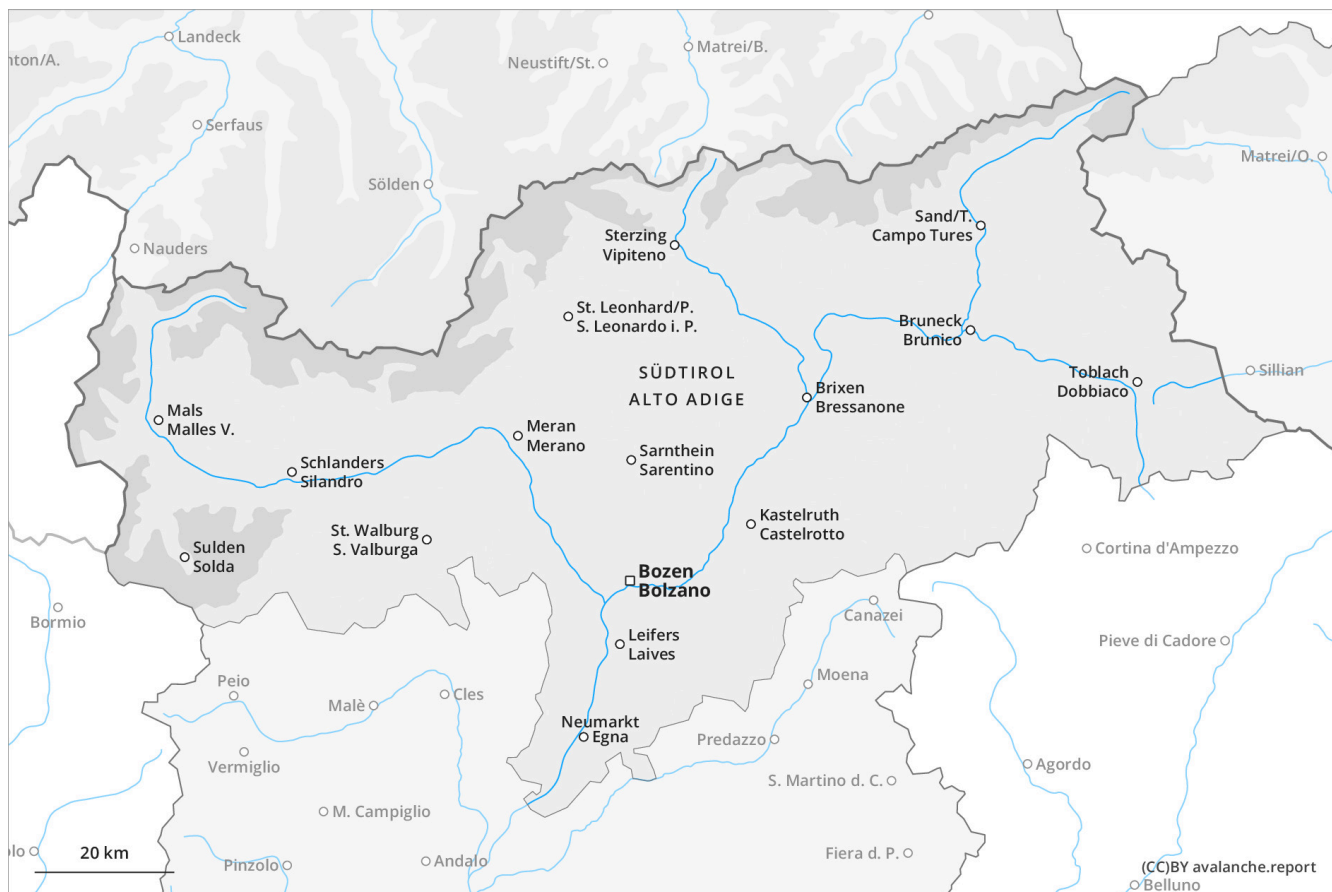 Landeck
nton/A.
Neustift/St.
Matrei/B.
Serfaus
Matrei/O.
Sölden
Nauders
Sterzing
Vipiteno
Sand/T.
Campo Tures
St. Leonhard/P.
S. Leonardo i. P.
Bruneck
Brunico
SÜDTIROL
ALTO ADIGE
Toblach
Dobbiaco
Sillian
Brixen
Bressanone
Mals
Malles V.
Meran
Merano
Sarnthein
Sarentino
Schlanders
Silandro
St. Walburg
S. Valburga
Kastelruth
Castelrotto
Sulden
Solda
Cortina d'Ampezzo
Bozen
Bolzano
Bormio
Canazei
Leifers
Laives
Pieve di Cadore
Peio
Malè
Cles
Moena
Neumarkt
Egna
Predazzo
Vermiglio
Agordo
S. Martino d. C.
M. Campiglio
olo
20 km
Pinzolo
Andalo
Fiera d. P.
(CC)BY avalanche.report
Belluno